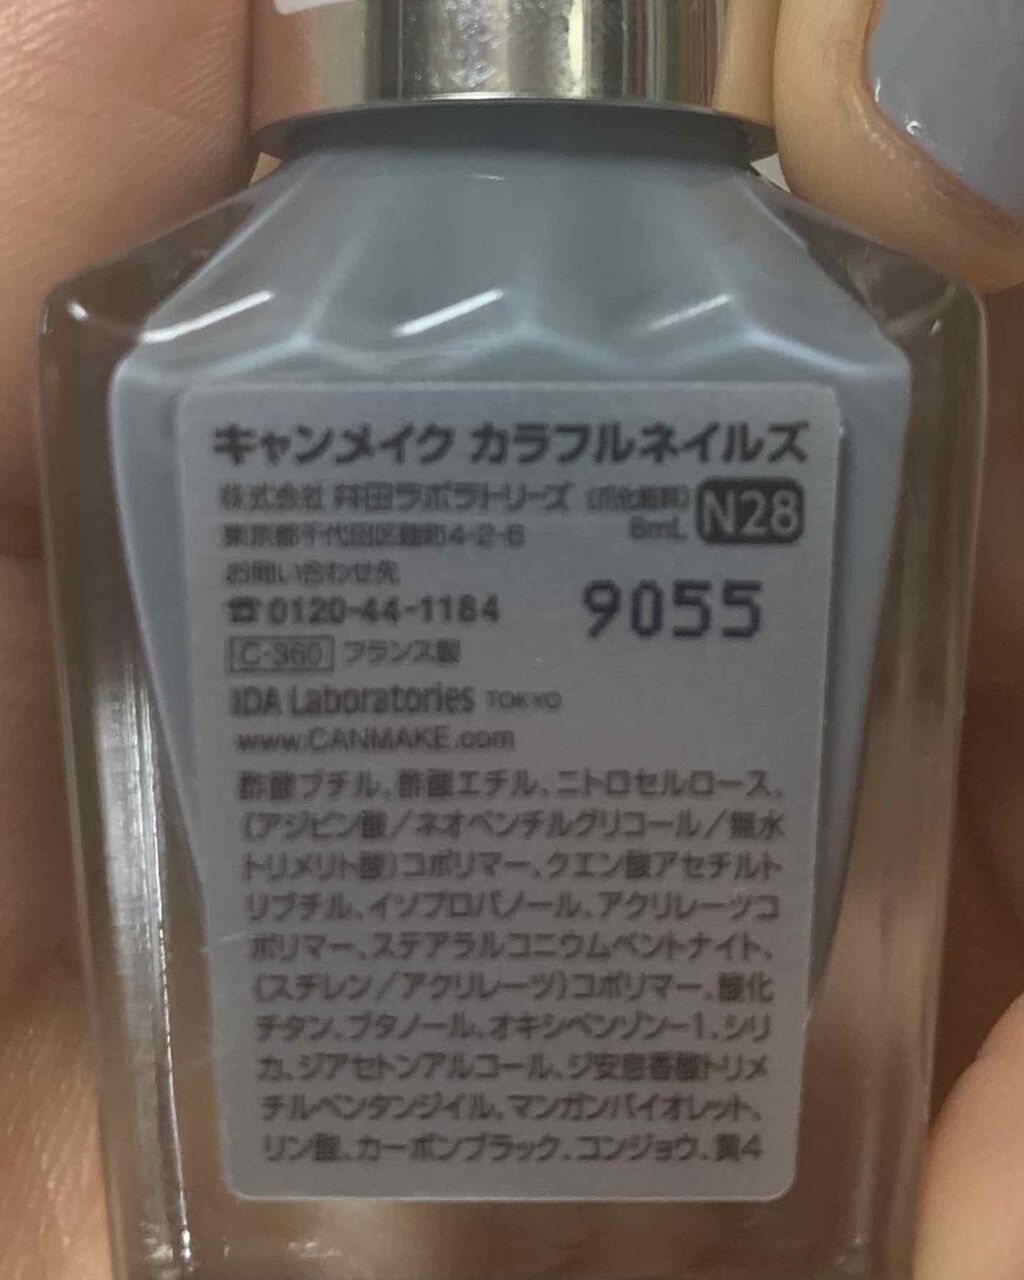 キャンメイク カラフルネイルズ
株式会社 井田ラボラトリーズ (爪化粧料)
東京都千代田区麹町4-2-6 8mL N28
お問い合わせ先
☎0120-44-1184 9055
C-360 フランス製
IDA Laboratories TOKYO
www.CANMAKE.com
酢酸ブチル、酢酸エチル、ニトロセルロース、
(アジピン酸/ネオペンチルグリコール/無水
トリメリト酸)コポリマー、クエン酸アセチルト
リブチル、イソプロパノール、アクリレーツコ
ポリマー、ステアラルコニウムベントナイト、
(スチレン/アクリレーツ)コポリマー、酸化
チタン、ブタノール、オキシベンゾン-1、シリ
カ、ジアセトンアルコール、ジ安息香酸トリメ
チルペンタンジイル、マンガンバイオレット、
リン酸、カーボンブラック、コンジョウ、黄4